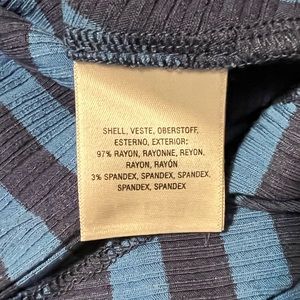 SHELL, VESTE, OBERSTOFF,
ESTERNO, EXTERIOR:
97% RAYON, RAYONNE, REYON,
RAYON, RAYÓN
3% SPANDEX, SPANDEX, SPANDEX,
SPANDEX, SPANDEX